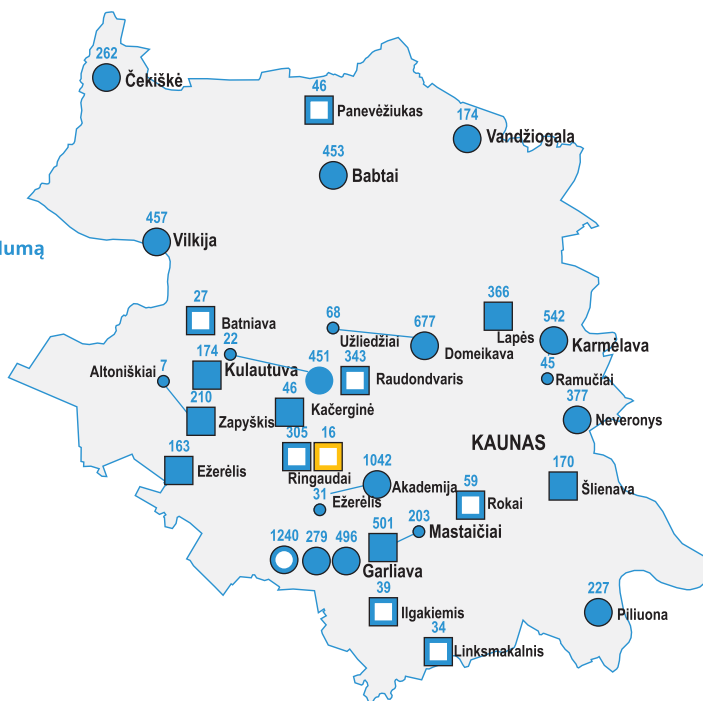 262
Čekiškė
46
Panevėžiukas
174
Vandžiogala
453
Babtai
457
Vilkija
lumą
27
Batniava
68
Užliedžiai
677
Domeikava
366
Lapės
542
Karmėlava
22
174
Kulautuva
451
343
Raudondvaris
45
Ramučiai
Altoniškiai
7
210
Zapyškis
46
Kačerginė
377
Neveronys
KAUNAS
163
Ežerėlis
305
16
Ringaudai
1042
Akademija
31
Ežerėlis
59
Rokai
170
Šlienava
203
Mastaičiai
1240
279
496
501
Garliava
39
Ilgakiemis
227
Piliuona
34
Linksmakalnis